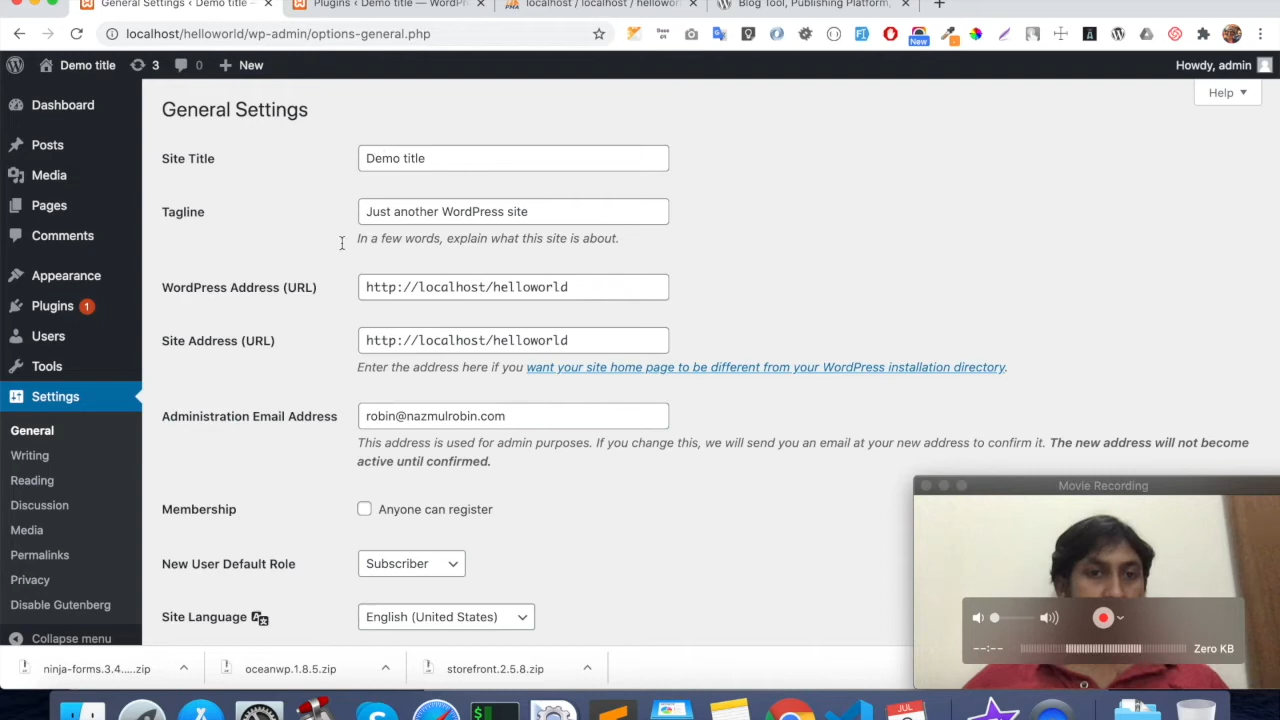 General Settings ‹ Demo title
Plugins ‹ Demo title — WordPr
localhost / localhost / hellowor
Blog Tool, Publishing Platform,
localhost/helloworld/wp-admin/options-general.php
New
Demo title
3
0
New
Howdy, admin
Help
Dashboard
Posts
Media
Pages
Comments
Appearance
Plugins 1
Users
Tools
Settings
General
Writing
Reading
Discussion
Media
Permalinks
Privacy
Disable Gutenberg
Collapse menu
General Settings
Site Title
Demo title
Tagline
Just another WordPress site
In a few words, explain what this site is about.
WordPress Address (URL)
http://localhost/helloworld
Site Address (URL)
http://localhost/helloworld
Enter the address here if you want your site home page to be different from your WordPress installation directory.
Administration Email Address
robin@nazmulrobin.com
This address is used for admin purposes. If you change this, we will send you an email at your new address to confirm it. The new address will not become
active until confirmed.
Membership
Anyone can register
New User Default Role
Subscriber
Site Language
English (United States)
Movie Recording
--:--
Zero KB
ninja-forms.3.4.....zip
oceanwp.1.8.5.zip
storefront.2.5.8.zip
JUL